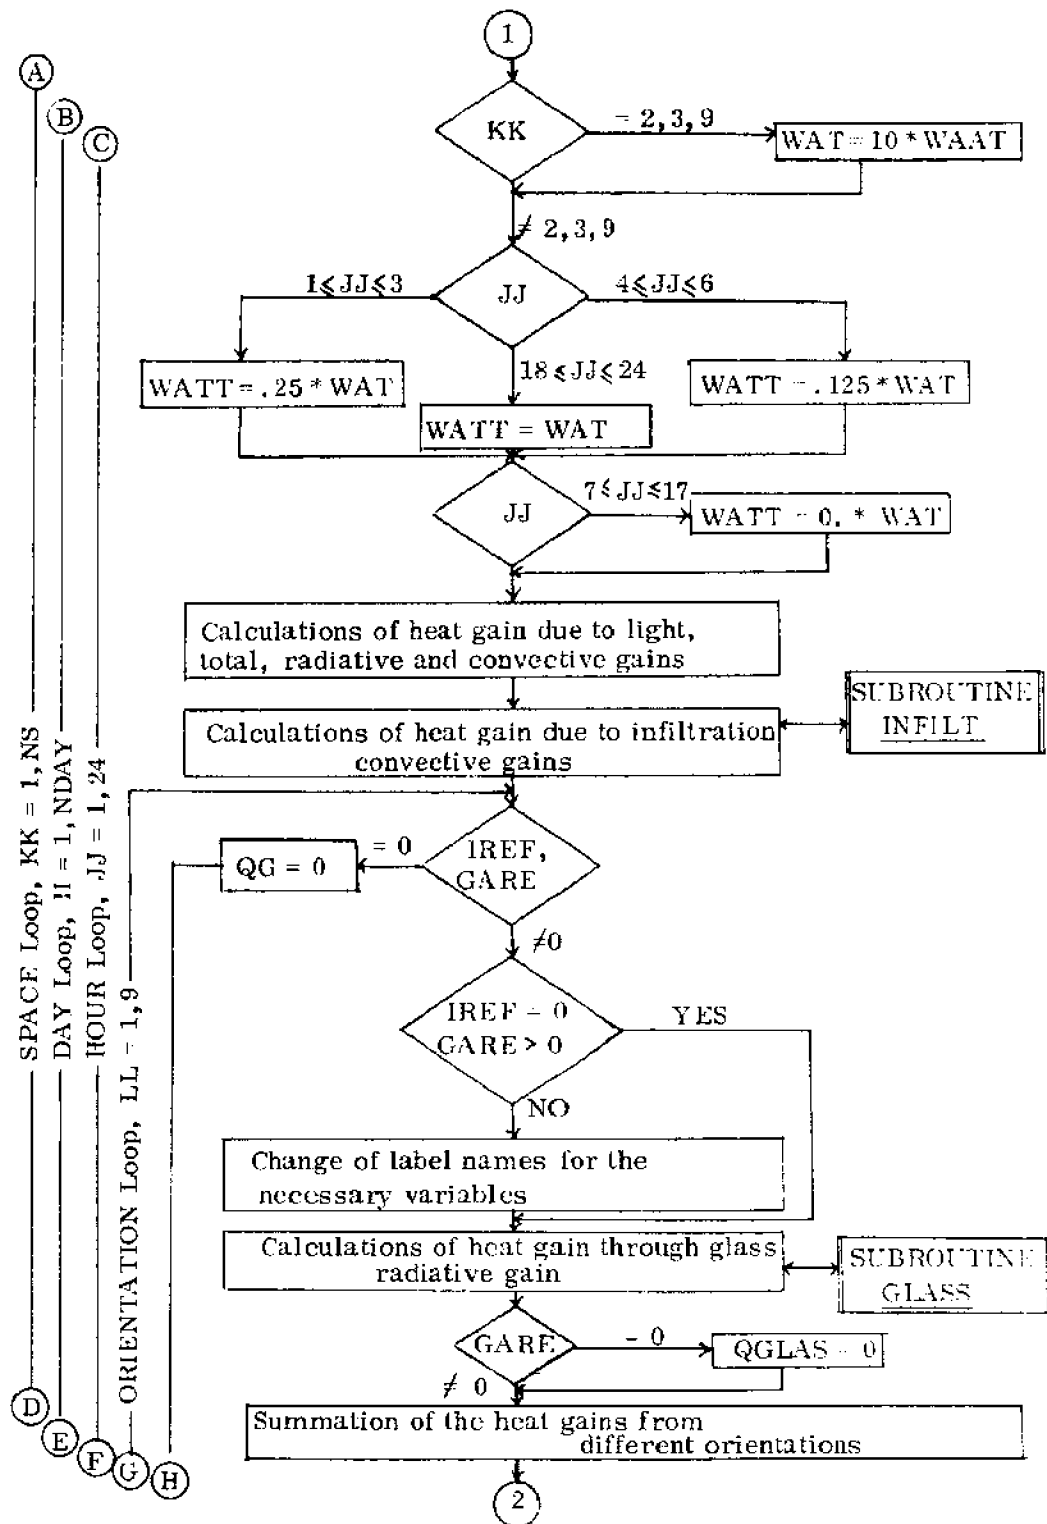 1
A
B
C
KK
= 2,3,9
WAT = 10 * WAAT
≠ 2,3,9
1≤JJ≤3
JJ
4≤JJ≤6
WATT = .25 * WAT
18≤JJ≤24
WATT = .125 * WAT
WATT = WAT
JJ
7≤JJ≤17
WATT = 0. * WAT
Calculations of heat gain due to light,
total, radiative and convective gains
SUBROUTINE
INFILT
Calculations of heat gain due to infiltration
convective gains
SPACE Loop, KK = 1,NS
DAY Loop, II = 1,NDAY
HOUR Loop, JJ = 1,24
ORIENTATION Loop, LL = 1,9
QG = 0
= 0
IREF,
GARE
≠0
IREF = 0
GARE > 0
YES
NO
Change of label names for the
necessary variables
Calculations of heat gain through glass
radiative gain
SUBROUTINE
GLASS
GARE
= 0
QGLAS = 0
≠ 0
Summation of the heat gains from
different orientations
D
E
F
G
H
2